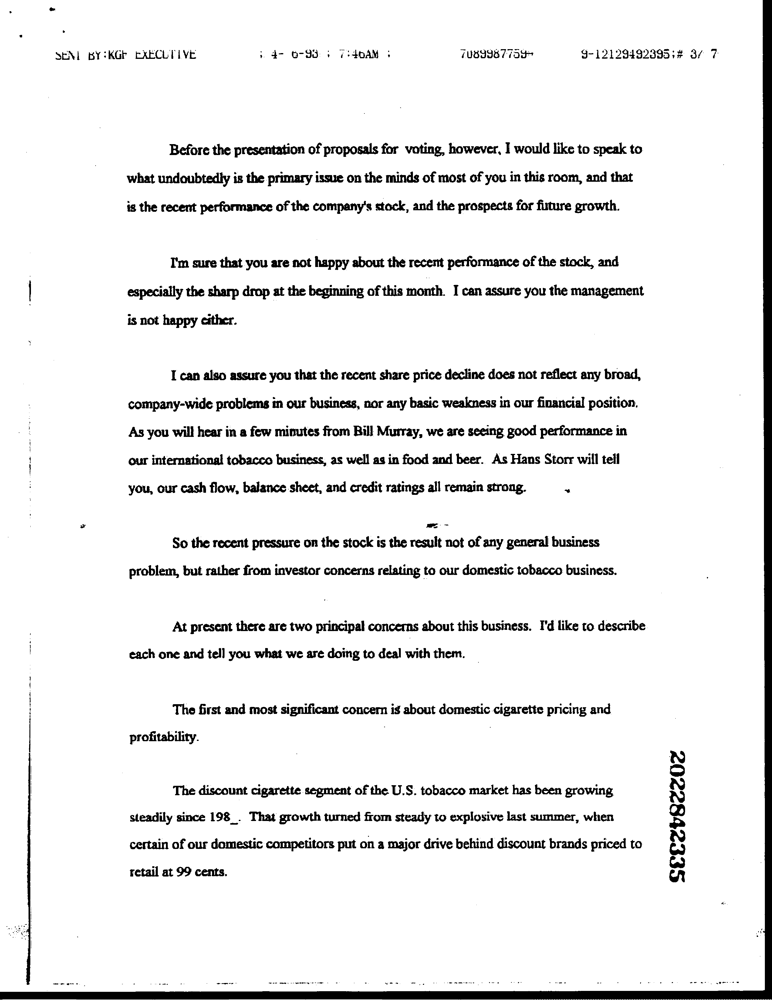 SENT BY:KGF EXECUTIVE ; 4- 6-93 ; 7:46AM ; 7089987759→ 9-12129492395;# 3/ 7
Before the presentation of proposals for voting, however, I would like to speak to
what undoubtedly is the primary issue on the minds of most of you in this room, and that
is the recent performance of the company's stock, and the prospects for future growth.
I'm sure that you are not happy about the recent performance of the stock, and
especially the sharp drop at the beginning of this month. I can assure you the management
is not happy either.
I can also assure you that the recent share price decline does not reflect any broad,
company-wide problems in our business, nor any basic weakness in our financial position.
As you will hear in a few minutes from Bill Murray, we are seeing good performance in
our international tobacco business, as well as in food and beer. As Hans Storr will tell
you, our cash flow, balance sheet, and credit ratings all remain strong.
So the recent pressure on the stock is the result not of any general business
problem, but rather from investor concerns relating to our domestic tobacco business.
At present there are two principal concerns about this business. I'd like to describe
each one and tell you what we are doing to deal with them.
The first and most significant concern is about domestic cigarette pricing and
profitability.
The discount cigarette segment of the U.S. tobacco market has been growing
steadily since 198_. That growth turned from steady to explosive last summer, when
certain of our domestic competitors put on a major drive behind discount brands priced to
retail at 99 cents.
2022842335